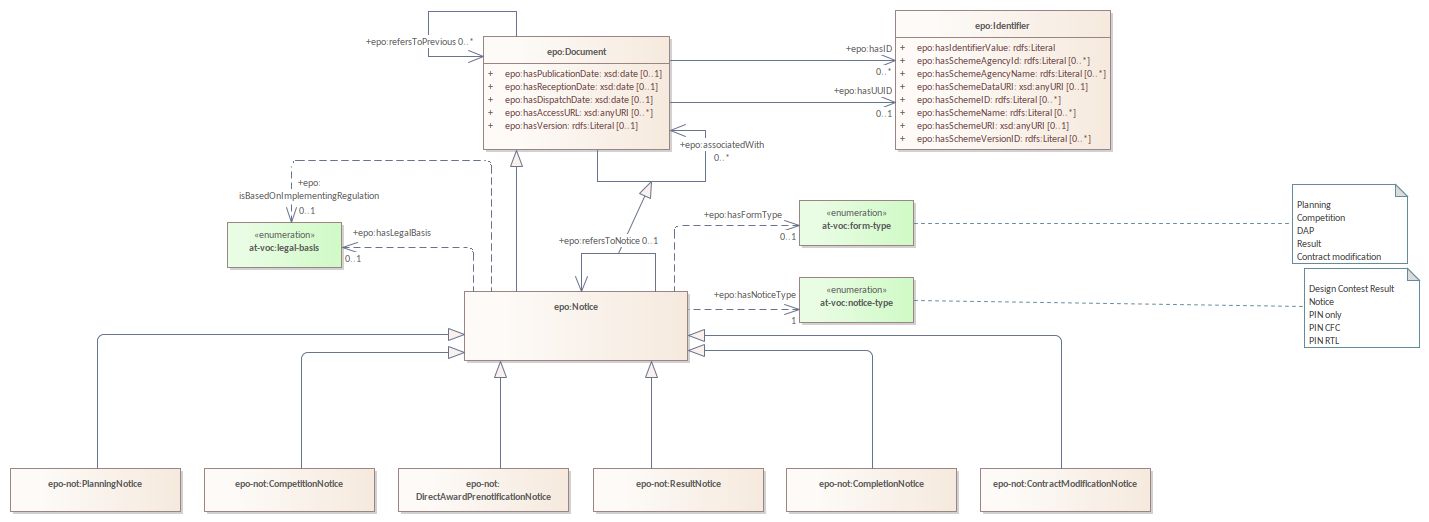 +epo:refersToPrevious 0..*
epo:Document
+ epo:hasPublicationDate: xsd:date [0..1]
+ epo:hasReceptionDate: xsd:date [0..1]
+ epo:hasDispatchDate: xsd:date [0..1]
+ epo:hasAccessURL: xsd:anyURI [0..*]
+ epo:hasVersion: rdfs:Literal [0..1]
+epo:hasID
0..*
+epo:hasUUID
0..1
epo:Identifier
+ epo:hasIdentifierValue: rdfs:Literal
+ epo:hasSchemeAgencyId: rdfs:Literal [0..*]
+ epo:hasSchemeAgencyName: rdfs:Literal [0..*]
+ epo:hasSchemeDataURI: xsd:anyURI [0..1]
+ epo:hasSchemeID: rdfs:Literal [0..*]
+ epo:hasSchemeName: rdfs:Literal [0..*]
+ epo:hasSchemeURI: xsd:anyURI [0..1]
+ epo:hasSchemeVersionID: rdfs:Literal [0..*]
+epo:associatedWith
0..*
+epo:
isBasedOnImplementingRegulation
0..1
«enumeration»
at-voc:legal-basis
+epo:hasLegalBasis
0..1
+epo:refersToNotice 0..1
+epo:hasFormType
0..1
«enumeration»
at-voc:form-type
Planning
Competition
DAP
Result
Contract modification
+epo:hasNoticeType
1
«enumeration»
at-voc:notice-type
Design Contest Result
Notice
PIN only
PIN CFC
PIN RTL
epo:Notice
epo-not:PlanningNotice
epo-not:CompetitionNotice
epo-not:
DirectAwardPrenotificationNotice
epo-not:ResultNotice
epo-not:CompletionNotice
epo-not:ContractModificationNotice